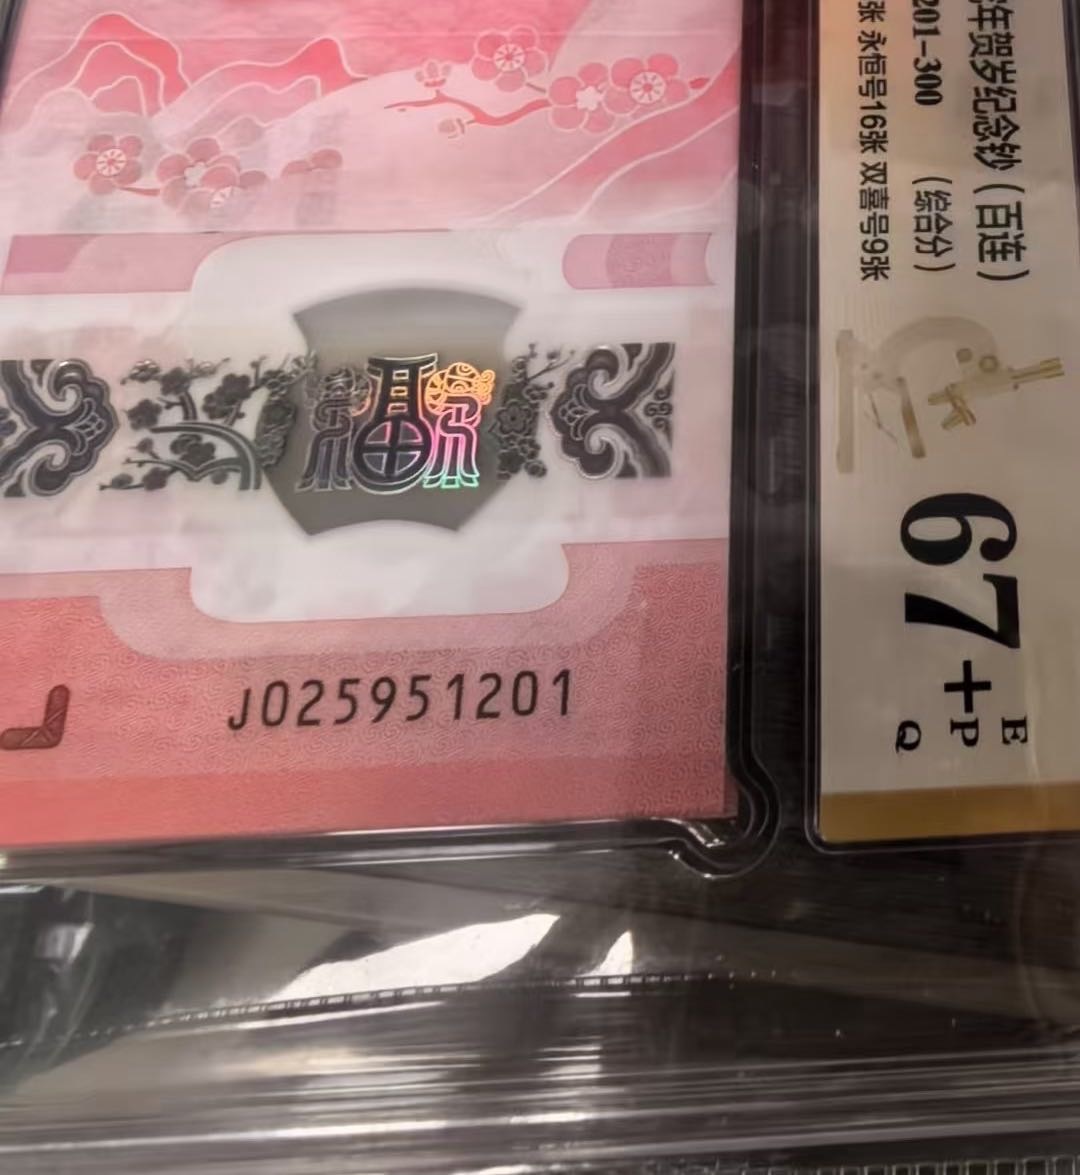 福
J025951201
年贺岁纪念钞（百连）
201-300 （综合分）
张 永恒号16张 双喜号9张
67+
E
P
Q